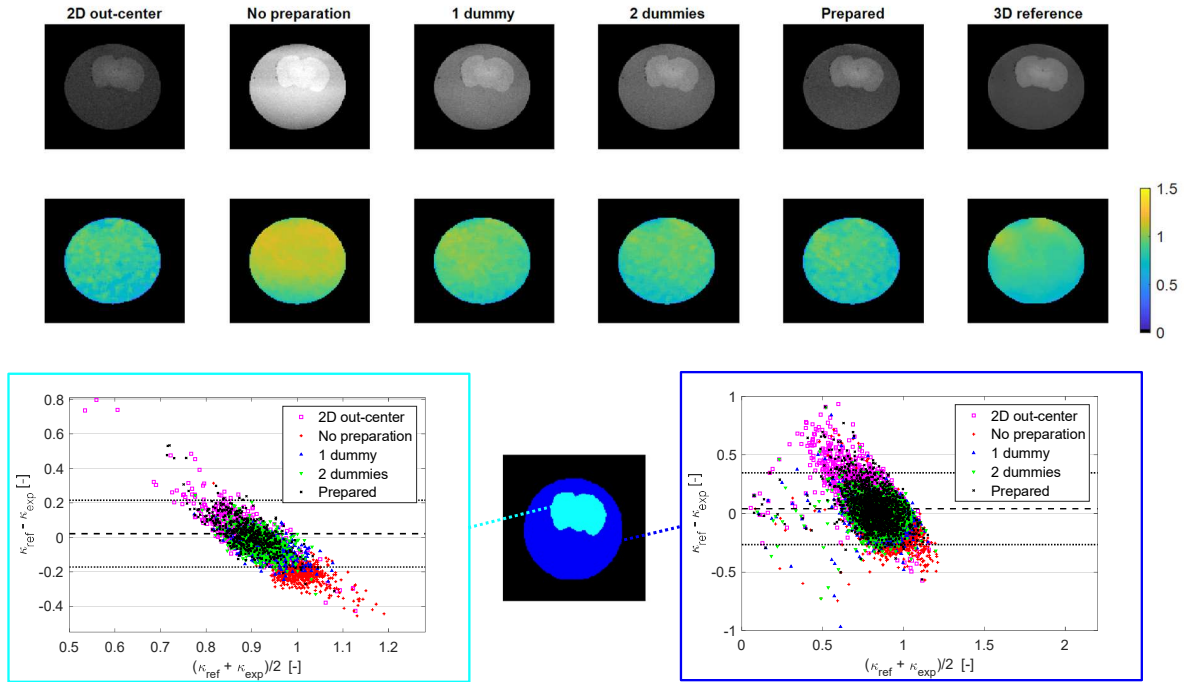 2D out-center No preparation 1 dummy 2 dummies Prepared 3D reference
1.5
1
0.5
0
0.8
0.6
0.4
0.2
0
-0.2
-0.4
κref - κexp [-]
2D out-center
No preparation
1 dummy
2 dummies
Prepared
0.5 0.6 0.7 0.8 0.9 1 1.1 1.2
(κref + κexp)/2 [-]
1
0.5
0
-0.5
-1
κref - κexp [-]
2D out-center
No preparation
1 dummy
2 dummies
Prepared
0 0.5 1 1.5 2
(κref + κexp)/2 [-]